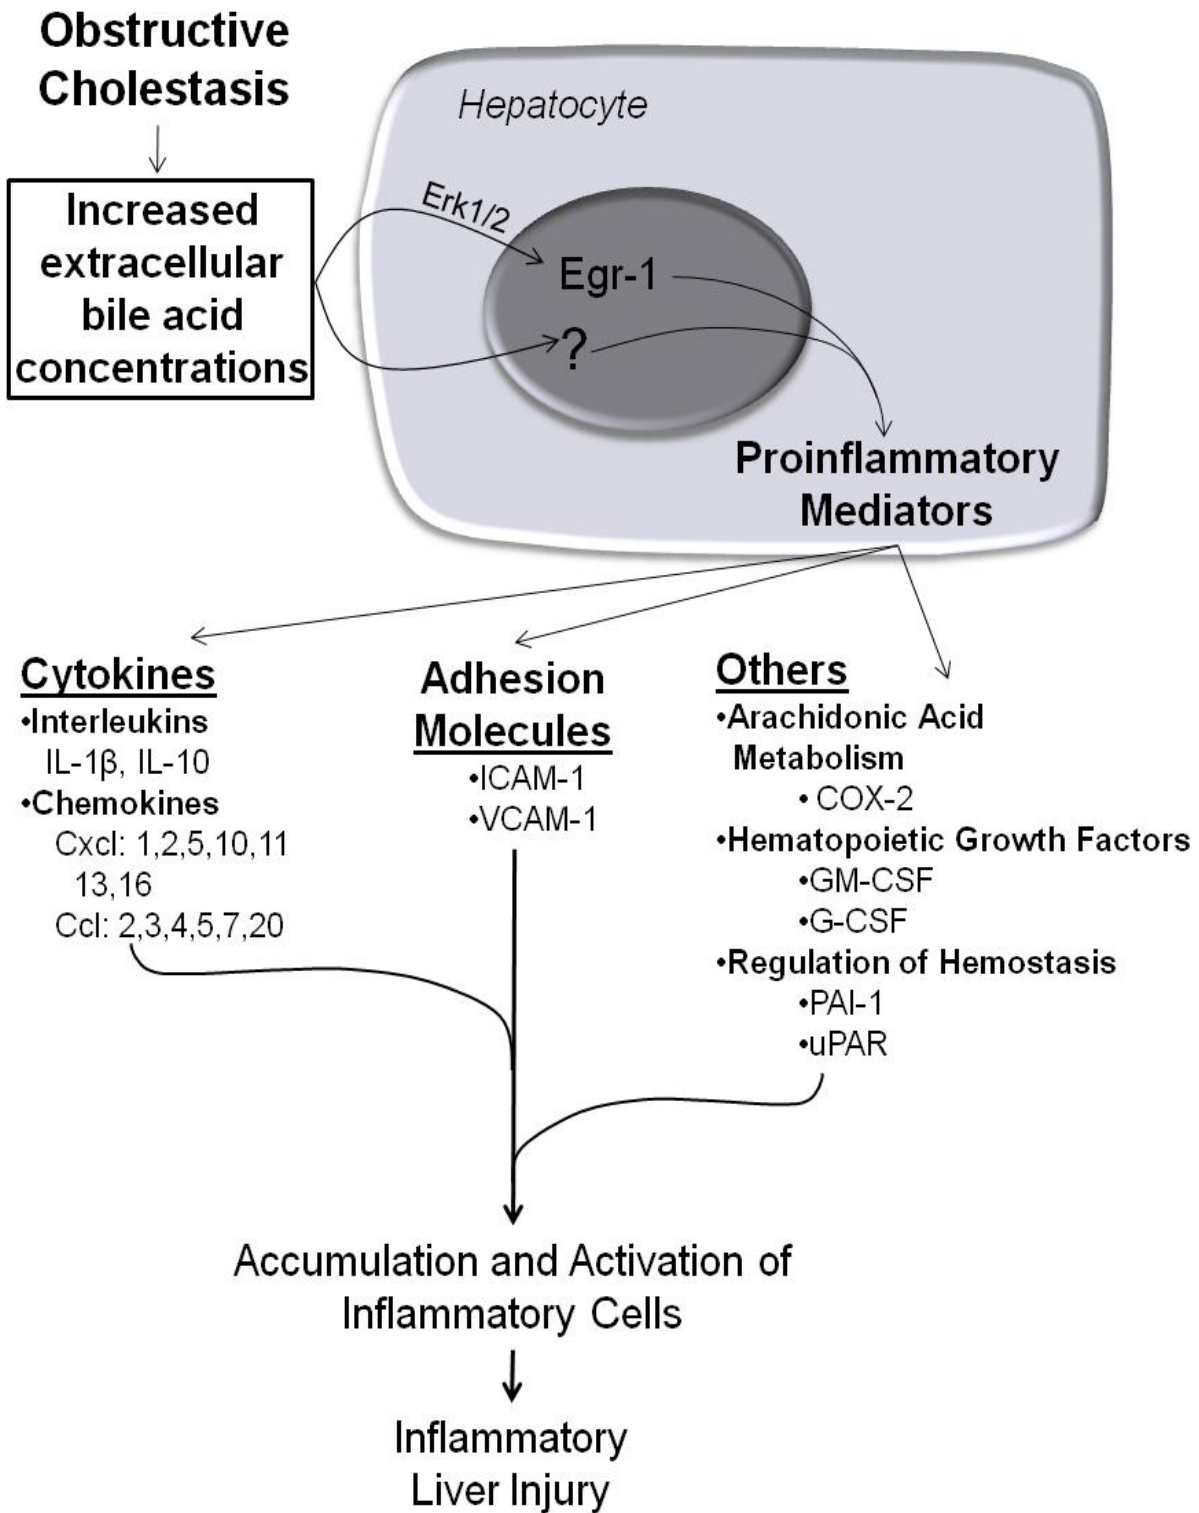 Obstructive
Cholestasis
Increased
extracellular
bile acid
concentrations
Hepatocyte
Erk1/2
Egr-1
?
Proinflammatory
Mediators
Cytokines
•Interleukins
IL-1β, IL-10
•Chemokines
Cxcl: 1,2,5,10,11
13,16
Ccl: 2,3,4,5,7,20
Adhesion
Molecules
•ICAM-1
•VCAM-1
Others
•Arachidonic Acid
Metabolism
• COX-2
•Hematopoietic Growth Factors
•GM-CSF
•G-CSF
•Regulation of Hemostasis
•PAI-1
•uPAR
Accumulation and Activation of
Inflammatory Cells
Inflammatory
Liver Injury